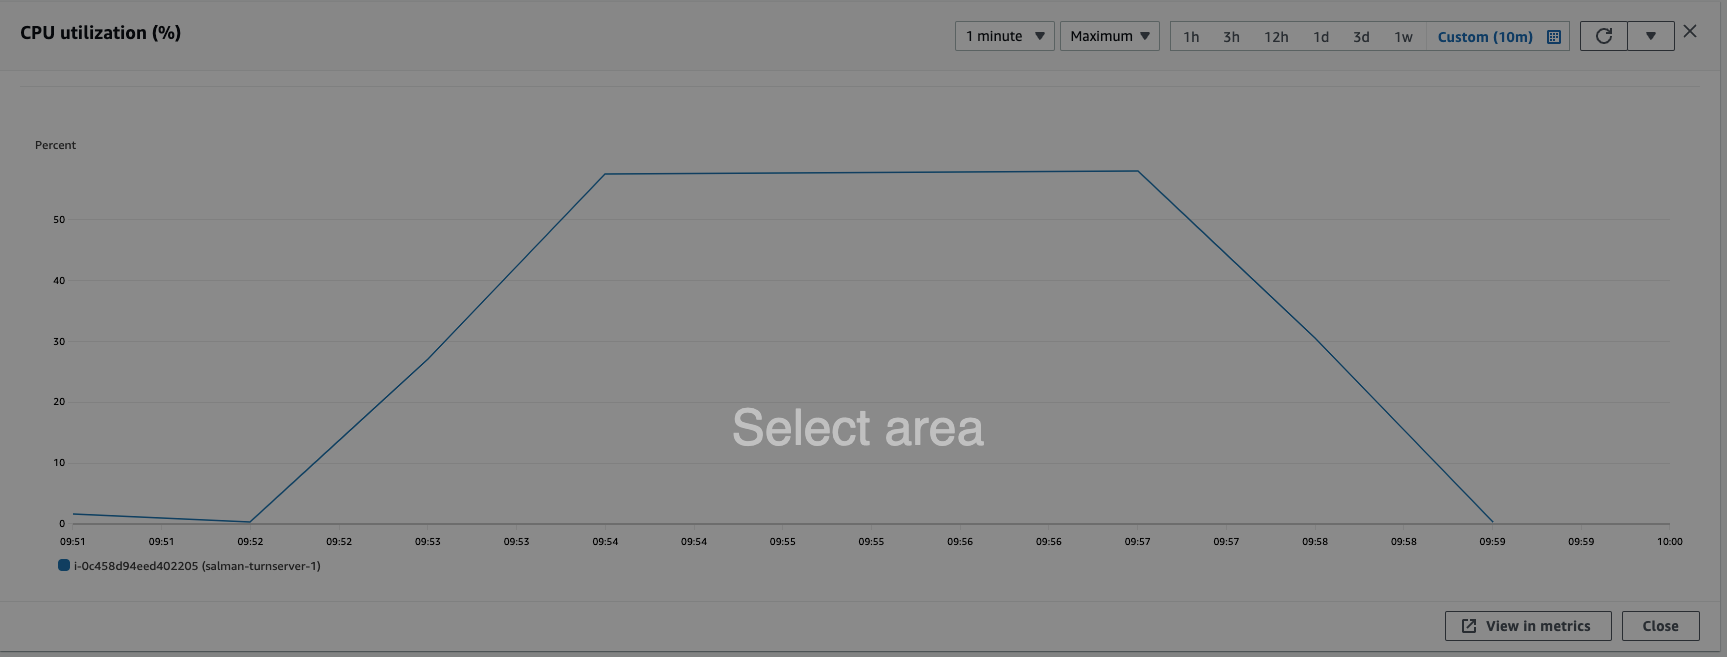 CPU utilization (%)
1 minute
Maximum
1h 3h 12h 1d 3d 1w Custom (10m)
Percent
50
40
30
20
10
0
Select area
09:51 09:51 09:52 09:52 09:53 09:53 09:54 09:54 09:55 09:55 09:56 09:56 09:57 09:57 09:58 09:58 09:59 09:59 10:00
i-0c458d94eed402205 (salman-turnserver-1)
View in metrics
Close